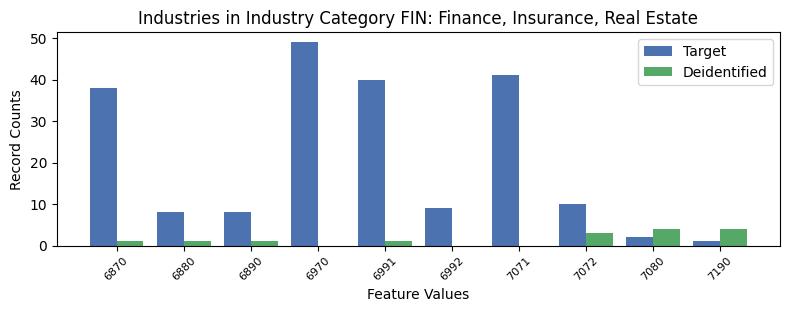 Industries in Industry Category FIN: Finance, Insurance, Real Estate
Target
Deidentified
Record Counts
50
40
30
20
10
0
6870 6880 6890 6970 6991 6992 7071 7072 7080 7190
Feature Values